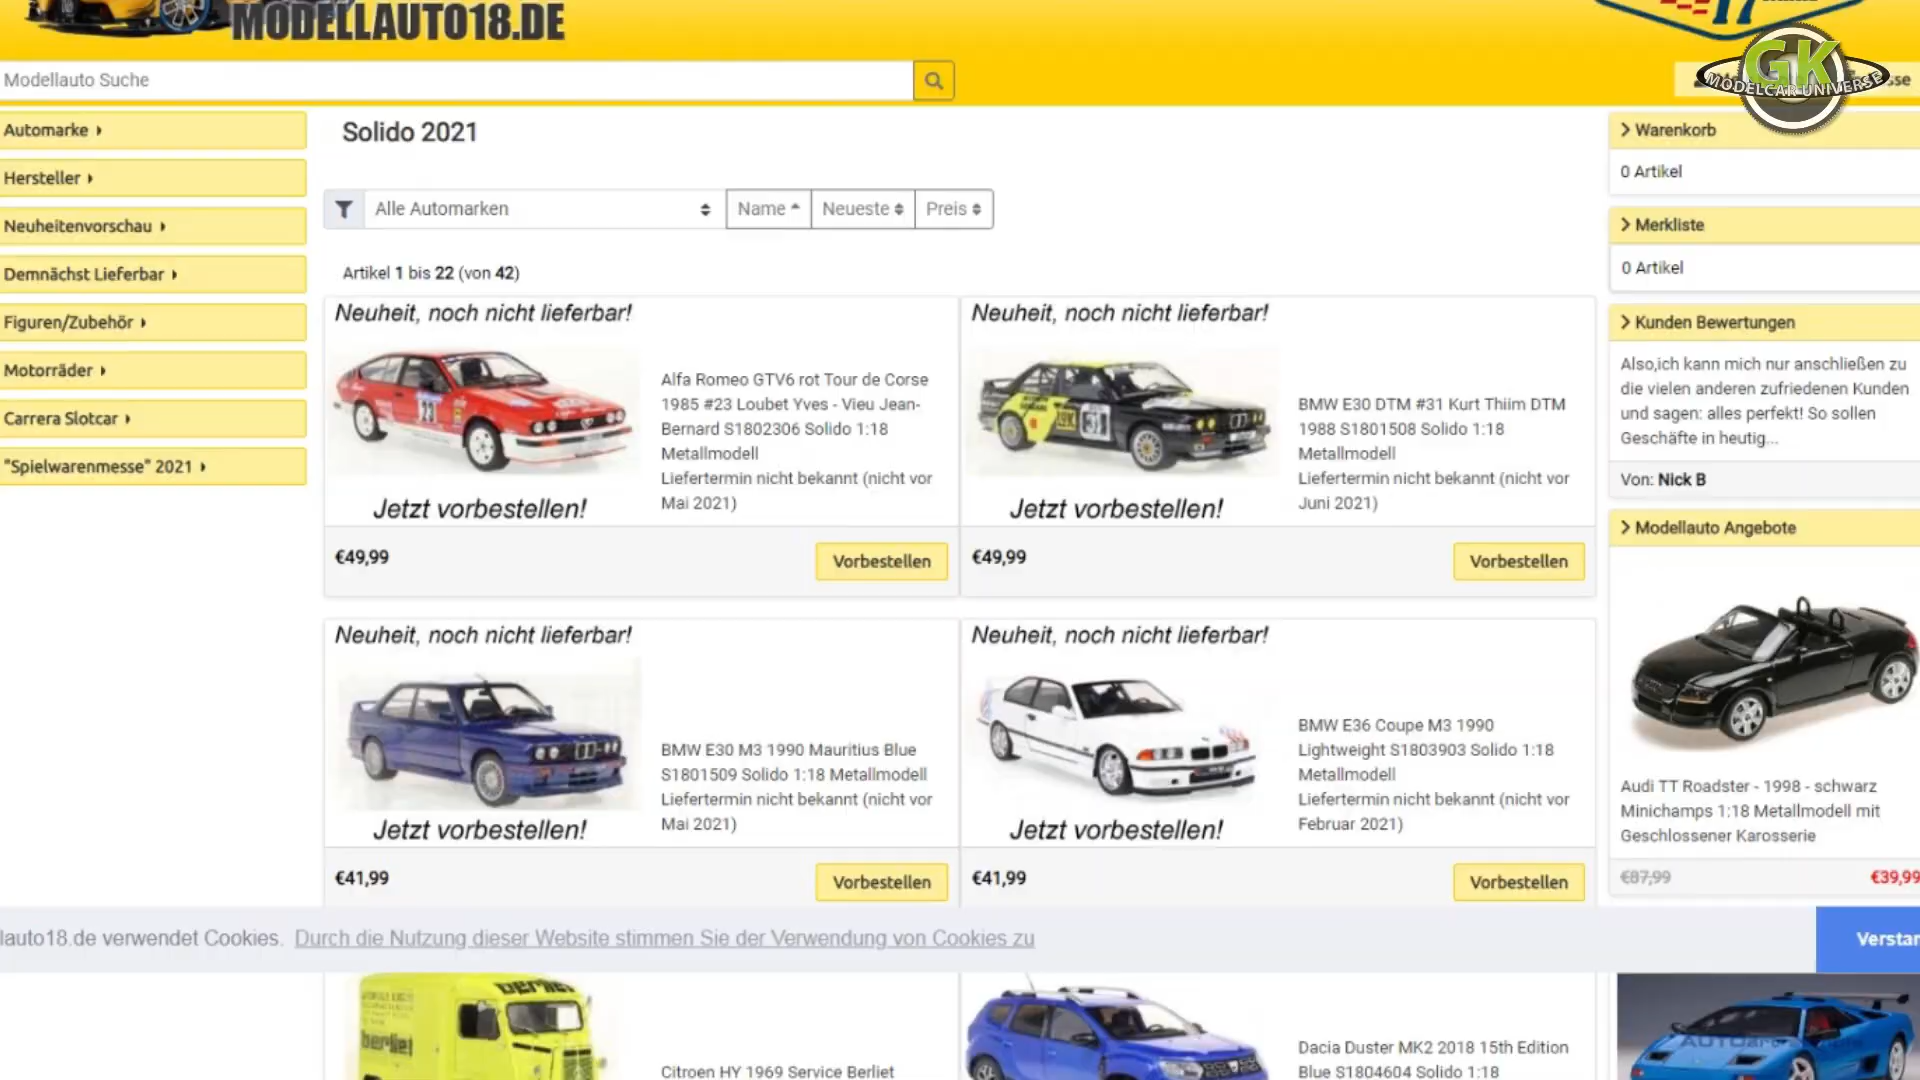 MODELLAUTO18.DE
17
GK
MODELCAR UNIVERSE
Modellauto Suche
sse
Automarke
Hersteller
Neuheitenvorschau
Demnächst Lieferbar
Figuren/Zubehör
Motorräder
Carrera Slotcar
"Spielwarenmesse" 2021
Solido 2021
Alle Automarken
Name
Neueste
Preis
Artikel 1 bis 22 (von 42)
Neuheit, noch nicht lieferbar!
23
Jetzt vorbestellen!
Alfa Romeo GTV6 rot Tour de Corse
1985 #23 Loubet Yves - Vieu Jean-
Bernard S1802306 Solido 1:18
Metallmodell
Liefertermin nicht bekannt (nicht vor
Mai 2021)
€49,99
Vorbestellen
Neuheit, noch nicht lieferbar!
31
Jetzt vorbestellen!
BMW E30 DTM #31 Kurt Thiim DTM
1988 S1801508 Solido 1:18
Metallmodell
Liefertermin nicht bekannt (nicht vor
Juni 2021)
€49,99
Vorbestellen
Neuheit, noch nicht lieferbar!
Jetzt vorbestellen!
BMW E30 M3 1990 Mauritius Blue
S1801509 Solido 1:18 Metallmodell
Liefertermin nicht bekannt (nicht vor
Mai 2021)
€41,99
Vorbestellen
Neuheit, noch nicht lieferbar!
Jetzt vorbestellen!
BMW E36 Coupe M3 1990
Lightweight S1803903 Solido 1:18
Metallmodell
Liefertermin nicht bekannt (nicht vor
Februar 2021)
€41,99
Vorbestellen
berliet
berliet
Citroen HY 1969 Service Berliet
Dacia Duster MK2 2018 15th Edition
Blue S1804604 Solido 1:18
Warenkorb
0 Artikel
Merkliste
0 Artikel
Kunden Bewertungen
Also,ich kann mich nur anschließen zu
die vielen anderen zufriedenen Kunden
und sagen: alles perfekt! So sollen
Geschäfte in heutig...
Von: Nick B
Modellauto Angebote
Audi TT Roadster - 1998 - schwarz
Minichamps 1:18 Metallmodell mit
Geschlossener Karosserie
€87,99
€39,99
lauto18.de verwendet Cookies. Durch die Nutzung dieser Website stimmen Sie der Verwendung von Cookies zu
Verstan